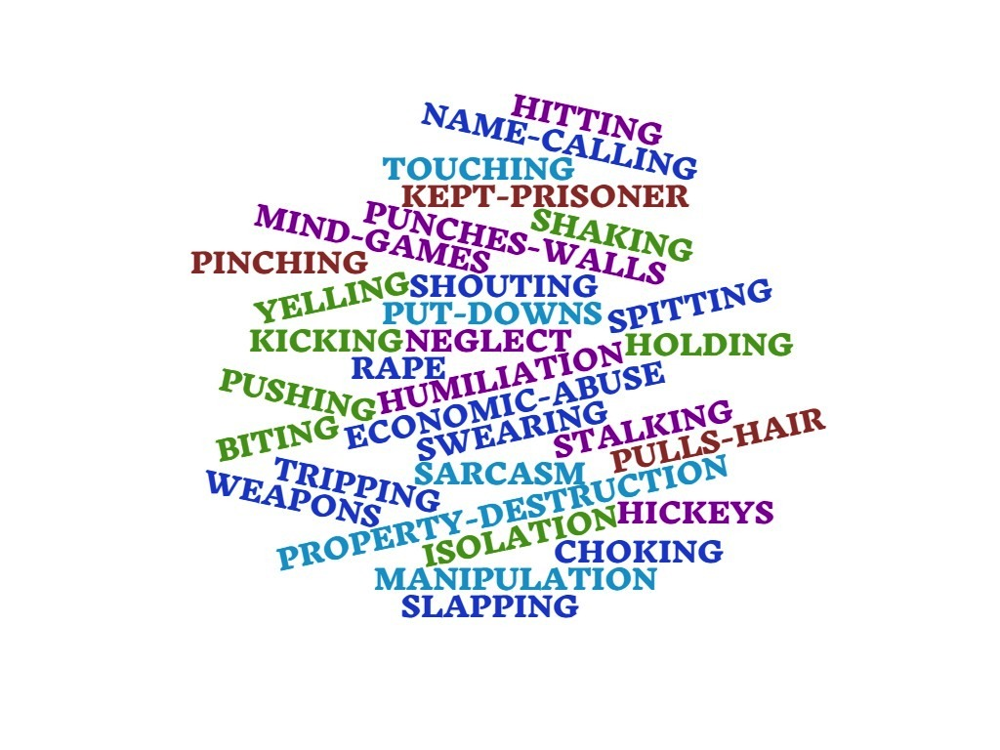 HITTING
NAME-CALLING
TOUCHING
KEPT-PRISONER
PUNCHES-WALLS
SHAKING
MIND-GAMES
PINCHING
YELLING
SHOUTING
PUT-DOWNS
SPITTING
KICKING
NEGLECT
HOLDING
RAPE
HUMILIATION
PUSHING
ECONOMIC-ABUSE
BITING
SWEARING
STALKING
PULLS-HAIR
TRIPPING
SARCASM
WEAPONS
PROPERTY-DESTRUCTION
HICKEYS
ISOLATION
CHOKING
MANIPULATION
SLAPPING